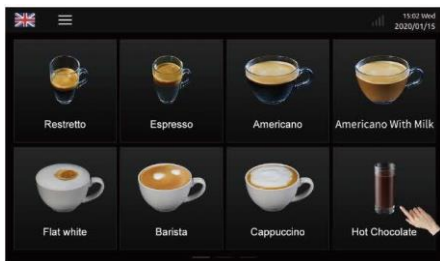 15:02 Wed
2020/01/15
Restretto
Espresso
Americano
Americano With Milk
Flat white
Barista
Cappuccino
Hot Chocolate